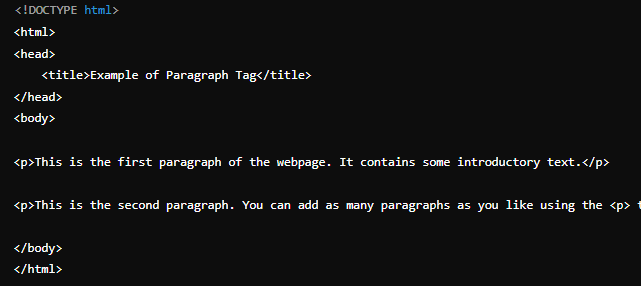 <!DOCTYPE html>
<html>
<head>
    <title>Example of Paragraph Tag</title>
</head>
<body>
<p>This is the first paragraph of the webpage. It contains some introductory text.</p>
<p>This is the second paragraph. You can add as many paragraphs as you like using the <p>
</body>
</html>